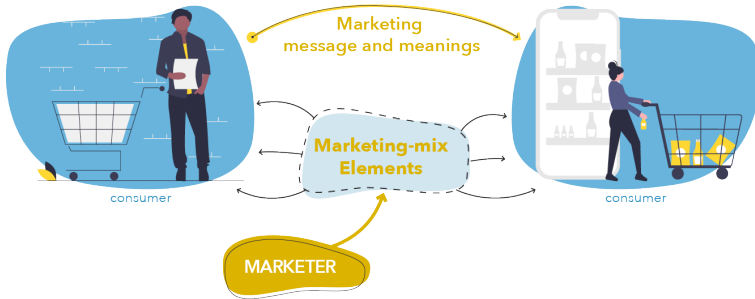 Marketing
message and meanings
Marketing-mix
Elements
consumer
consumer
MARKETER